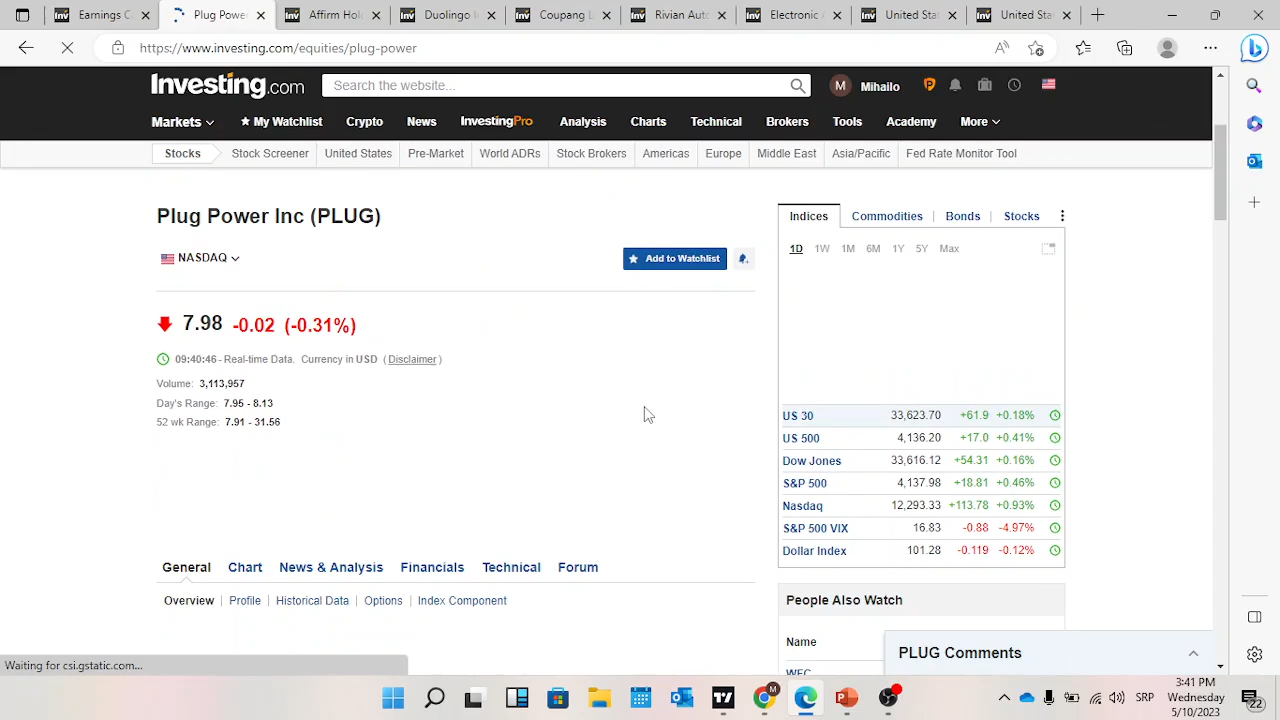 Earnings C
Plug Powe
Affirm Hol
Duolingo I
Coupang L
Rivian Auto
Electronic
United Sta
United Sta
https://www.investing.com/equities/plug-power
Investing.com
Search the website...
M
Mihailo
Markets
My Watchlist
Crypto
News
InvestingPro
Analysis
Charts
Technical
Brokers
Tools
Academy
More
Stocks
Stock Screener
United States
Pre-Market
World ADRs
Stock Brokers
Americas
Europe
Middle East
Asia/Pacific
Fed Rate Monitor Tool
Plug Power Inc (PLUG)
NASDAQ
Add to Watchlist
7.98 -0.02 (-0.31%)
09:40:46 - Real-time Data. Currency in USD ( Disclaimer )
Volume: 3,113,957
Day's Range: 7.95 - 8.13
52 wk Range: 7.91 - 31.56
General
Chart
News & Analysis
Financials
Technical
Forum
Overview
Profile
Historical Data
Options
Index Component
Indices
Commodities
Bonds
Stocks
1D 1W 1M 6M 1Y 5Y Max
US 30 33,623.70 +61.9 +0.18%
US 500 4,136.20 +17.0 +0.41%
Dow Jones 33,616.12 +54.31 +0.16%
S&P 500 4,137.98 +18.81 +0.46%
Nasdaq 12,293.33 +113.78 +0.93%
S&P 500 VIX 16.83 -0.88 -4.97%
Dollar Index 101.28 -0.119 -0.12%
People Also Watch
Name
WFC
PLUG Comments
Waiting for csi.gstatic.com...
SRP
3:41 PM
Wednesday
5/10/2023
22